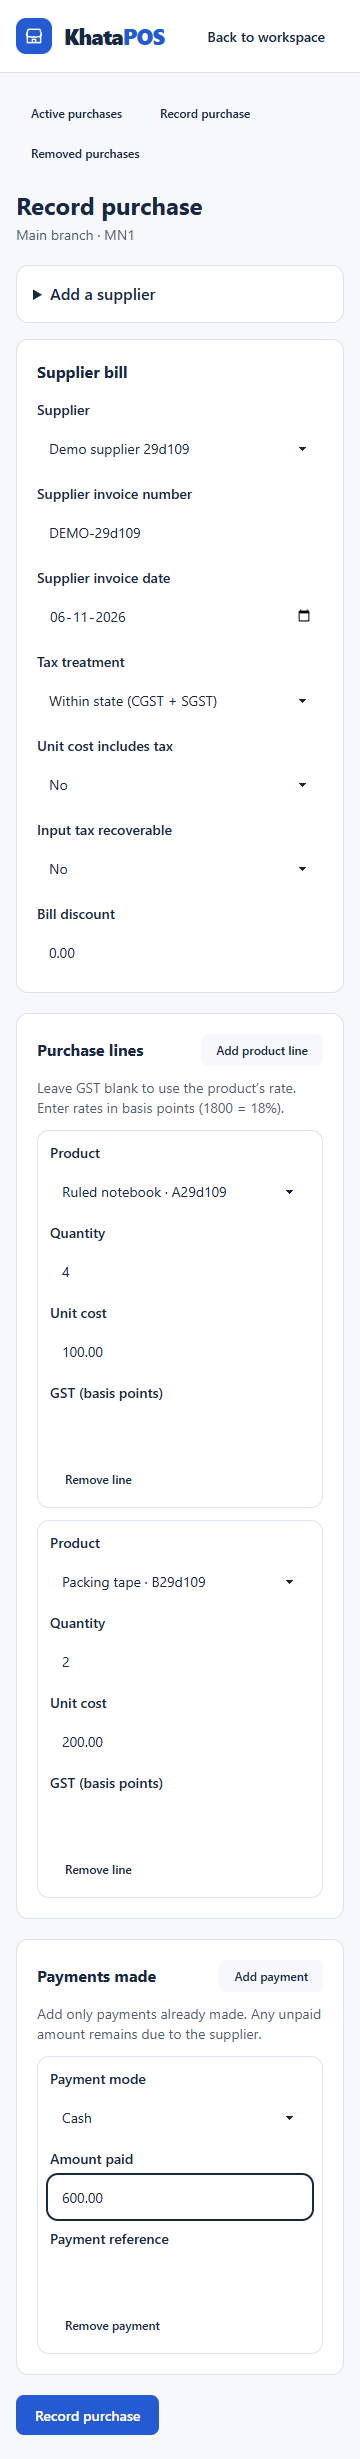 KhataPOS
Back to workspace
Active purchases
Record purchase
Removed purchases
Record purchase
Main branch · MN1
Add a supplier
Supplier bill
Supplier
Demo supplier 29d109
Supplier invoice number
DEMO-29d109
Supplier invoice date
06-11-2026
Tax treatment
Within state (CGST + SGST)
Unit cost includes tax
No
Input tax recoverable
No
Bill discount
0.00
Purchase lines
Add product line
Leave GST blank to use the product’s rate.
Enter rates in basis points (1800 = 18%).
Product
Ruled notebook · A29d109
Quantity
4
Unit cost
100.00
GST (basis points)
Remove line
Product
Packing tape · B29d109
Quantity
2
Unit cost
200.00
GST (basis points)
Remove line
Payments made
Add payment
Add only payments already made. Any unpaid
amount remains due to the supplier.
Payment mode
Cash
Amount paid
600.00
Payment reference
Remove payment
Record purchase